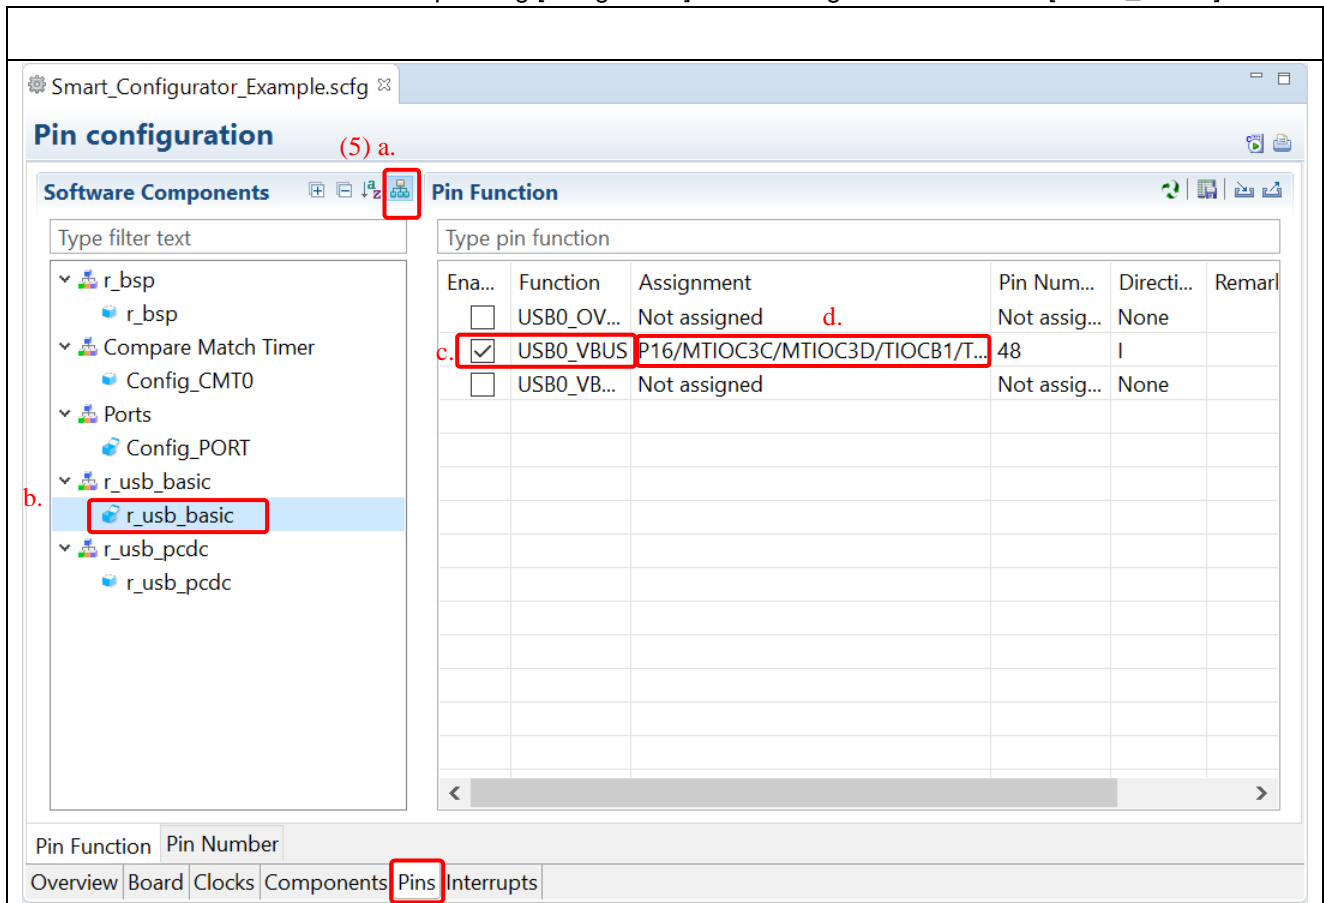 Smart_Configurator_Example.scfg
Pin configuration
(5) a.
Software Components
Pin Function
Type filter text
Type pin function
r_bsp
r_bsp
Compare Match Timer
Config_CMT0
Ports
Config_PORT
r_usb_basic
b.
r_usb_basic
r_usb_pcdc
r_usb_pcdc
Ena... Function Assignment Pin Num... Directi... Remarl
USB0_OV... Not assigned d. Not assig... None
c. USB0_VBUS P16/MTIOC3C/MTIOC3D/TIOCB1/T... 48 I
USB0_VB... Not assigned Not assig... None
Pin Function Pin Number
Overview Board Clocks Components Pins Interrupts